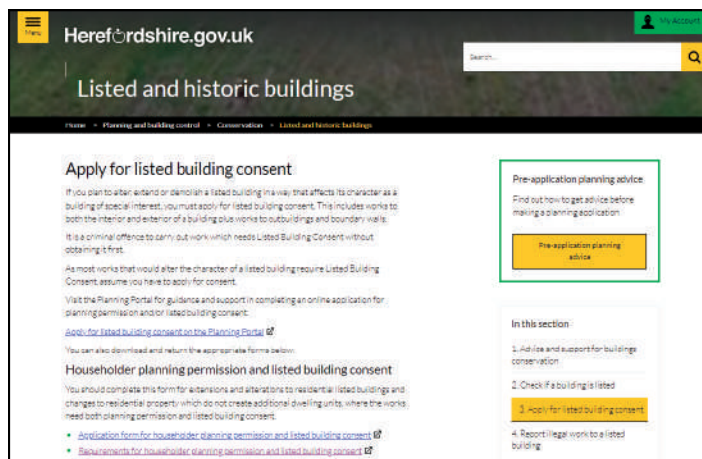 Menu
Herefordshire.gov.uk
My Account
Search...
Listed and historic buildings
Home Planning and building control Conservation Listed and historic buildings
Apply for listed building consent
If you plan to alter, extend or demolish a listed building in a way that affects its character as a
building of special interest, you must apply for listed building consent. This includes works to
both the interior and exterior of a building plus works to outbuildings and boundary walls.
It is a criminal offence to carry out work which needs Listed Building Consent without
obtaining it first.
As most works that would alter the character of a listed building require Listed Building
Consent, assume you have to apply for consent.
Visit the Planning Portal for guidance and support in completing an online application for
planning permission and/or listed building consent:
Apply for listed building consent on the Planning Portal
You can also download and return the appropriate forms below.
Householder planning permission and listed building consent
You should complete this form for extensions and alterations to residential listed buildings and
changes to residential property which do not create additional dwelling units, where the works
need both planning permission and listed building consent.
• Application form for householder planning permission and listed building consent
• Requirements for householder planning permission and listed building consent
Pre-application planning advice
Find out how to get advice before
making a planning application
Pre-application planning
advice
In this section
1. Advice and support for buildings
conservation
2. Check if a building is listed
3. Apply for listed building consent
4. Report illegal work to a listed
building